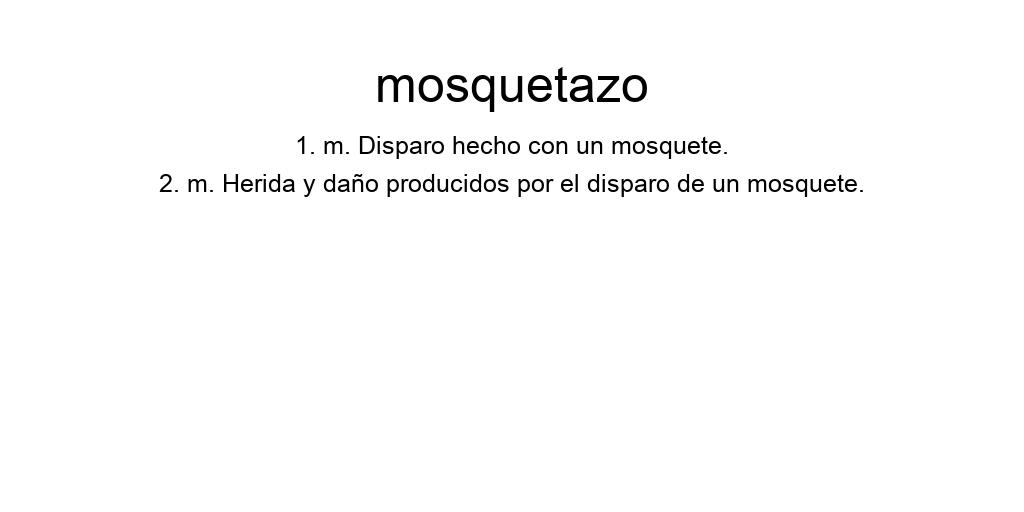 mosquetazo
1. m. Disparo hecho con un mosquete.
2. m. Herida y daño producidos por el disparo de un mosquete.